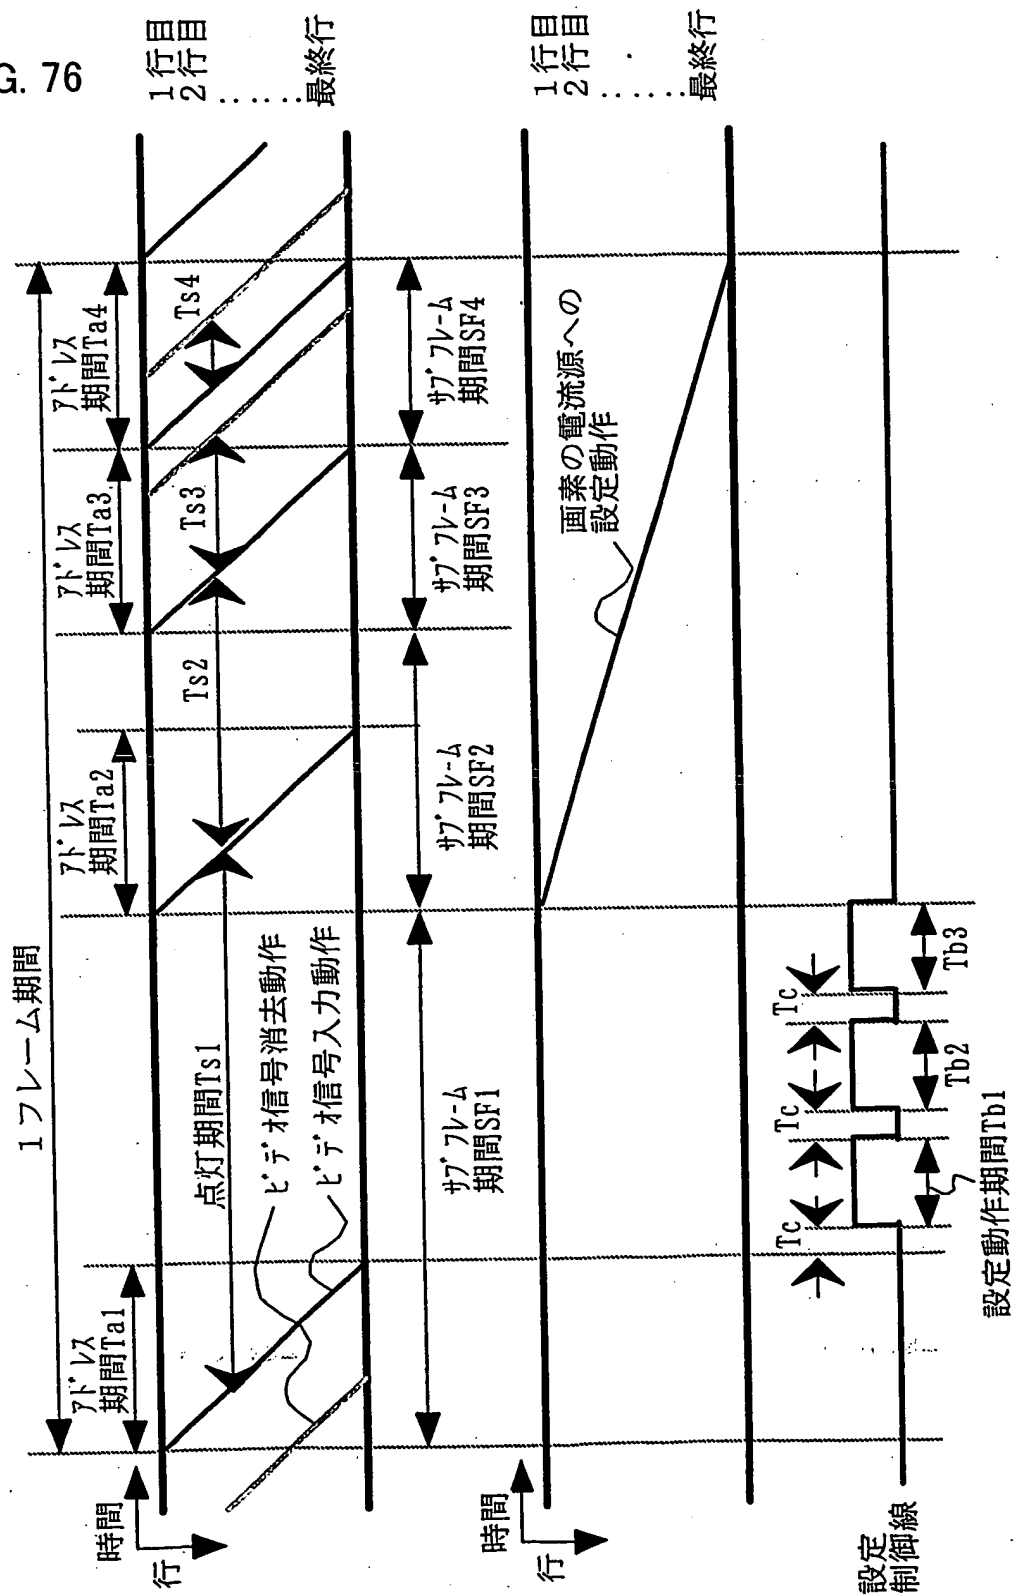 G. 76
1フレーム期間
アドレス
期間Ta1
アドレス
期間Ta2
アドレス
期間Ta3
アドレス
期間Ta4
時間
行
1行目
2行目
......
最終行
点灯期間Ts1
Ts2
Ts3
Ts4
ビデオ信号消去動作
ビデオ信号入力動作
サブフレーム
期間SF1
サブフレーム
期間SF2
サブフレーム
期間SF3
サブフレーム
期間SF4
時間
行
1行目
2行目
......
最終行
画素の電流源への
設定動作
設定
制御線
Tc
Tc
Tc
設定動作期間Tb1
Tb2
Tb3